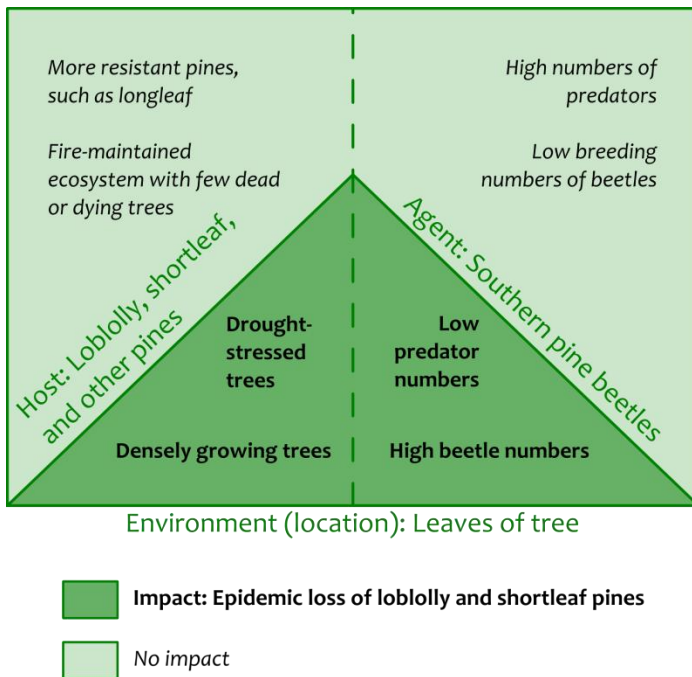 More resistant pines,
such as longleaf
Fire-maintained
ecosystem with few dead
or dying trees
High numbers of
predators
Low breeding
numbers of beetles
Host: Loblolly, shortleaf,
and other pines
Agent: Southern pine beetles
Drought-
stressed
trees
Densely growing trees
Low
predator
numbers
High beetle numbers
Environment (location): Leaves of tree
Impact: Epidemic loss of loblolly and shortleaf pines
No impact